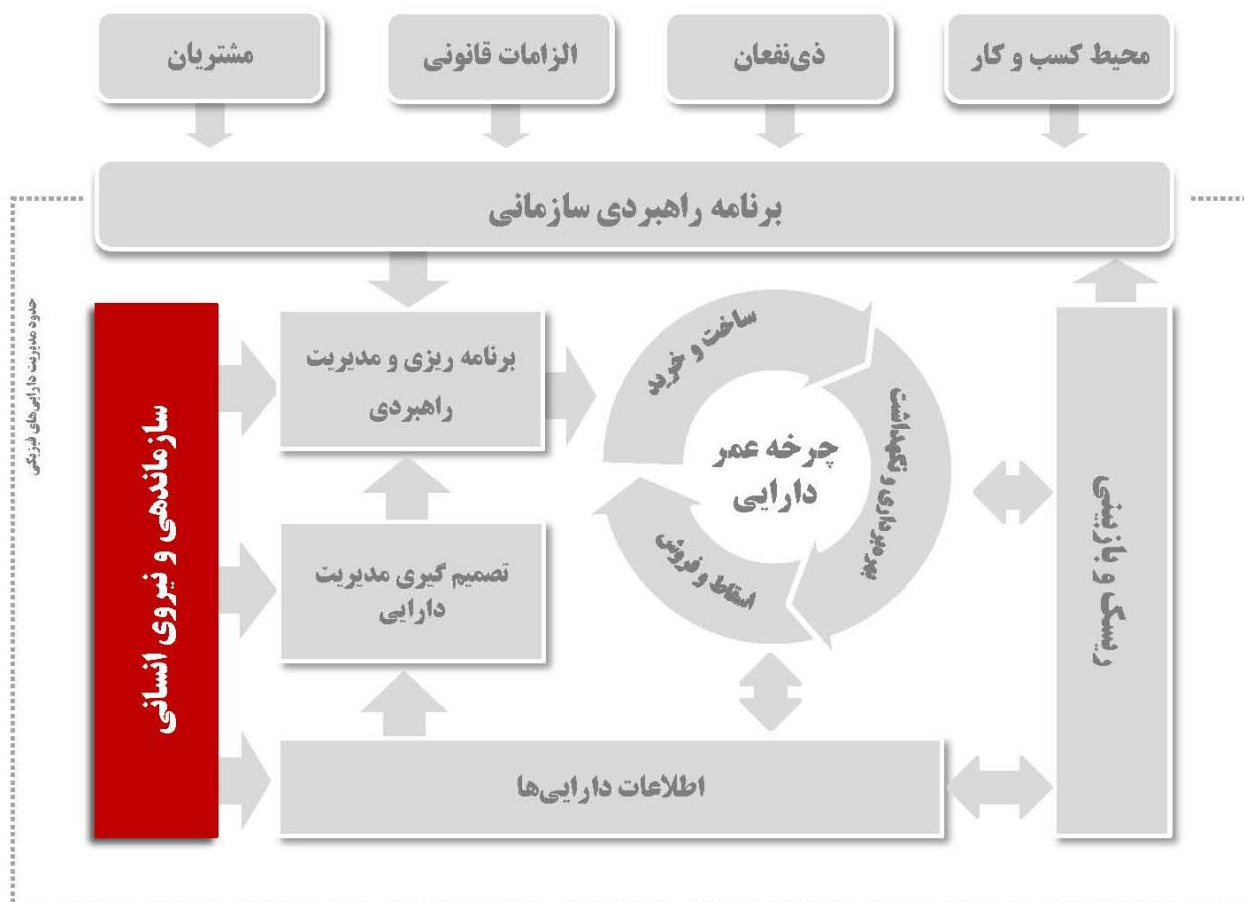 محیط کسب و کار
ذی‌نفعان
الزامات قانونی
مشتریان
برنامه راهبردی سازمانی
حدود مدیریت دارایی‌های فیزیکی
سازماندهی و نیروی انسانی
برنامه ریزی و مدیریت
راهبردی
تصمیم گیری مدیریت
دارایی
اطلاعات دارایی‌ها
ساخت و خرید
بهره‌برداری و نگهداشت
اسقاط و فروش
چرخه عمر
دارایی
ریسک و بازبینی